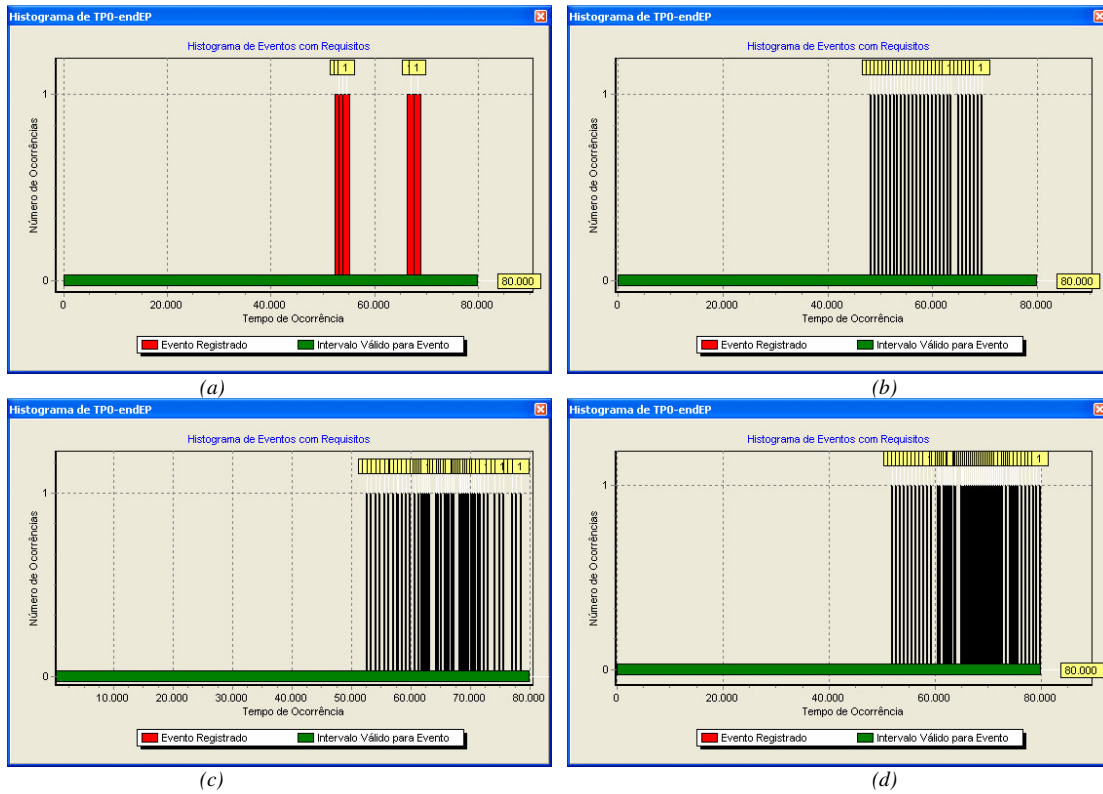 Histograma de TP0-endEP
Histograma de Eventos com Requisitos
1 1
Número de Ocorrências
1
0
80.000
0 20.000 40.000 60.000 80.000
Tempo de Ocorrência
Evento Registrado Intervalo Válido para Evento
(a)
Histograma de TP0-endEP
Histograma de Eventos com Requisitos
1 1
Número de Ocorrências
1
0
80.000
0 20.000 40.000 60.000 80.000
Tempo de Ocorrência
Evento Registrado Intervalo Válido para Evento
(b)
Histograma de TP0-endEP
Histograma de Eventos com Requisitos
1 1 1 1
Número de Ocorrências
1
0
10.000 20.000 30.000 40.000 50.000 60.000 70.000 80.000
Tempo de Ocorrência
Evento Registrado Intervalo Válido para Evento
(c)
Histograma de TP0-endEP
Histograma de Eventos com Requisitos
1
Número de Ocorrências
1
0
80.000
0 20.000 40.000 60.000 80.000
Tempo de Ocorrência
Evento Registrado Intervalo Válido para Evento
(d)